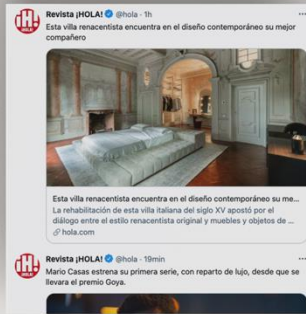 Revista ¡HOLA! @hola · 1h
Esta villa renacentista encuentra en el diseño contemporáneo su mejor
compañero
Esta villa renacentista encuentra en el diseño contemporáneo su me...
La rehabilitación de esta villa italiana del siglo XV apostó por el
diálogo entre el estilo renacentista original y muebles y objetos de ...
hola.com
Revista ¡HOLA! @hola · 19min
Mario Casas estrena su primera serie, con reparto de lujo, desde que se
llevara el premio Goya.